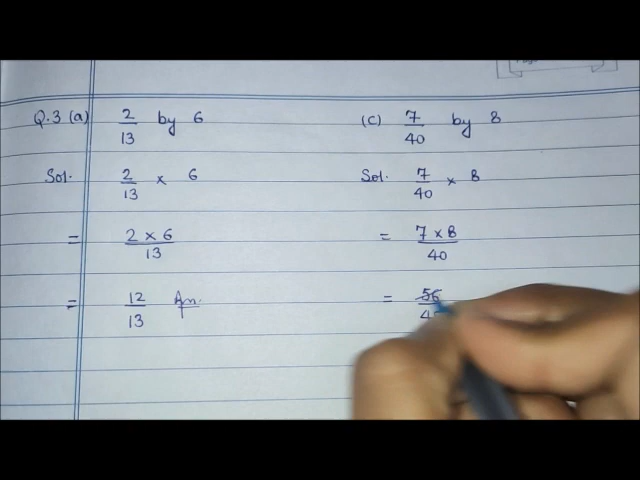 Q.3 (a) 2/13 by 6
Sol. 2/13 × 6
= 2 × 6/13
= 12/13 Ans.
(C) 7/40 by 8
Sol. 7/40 × 8
= 7 × 8/40
= 56/4